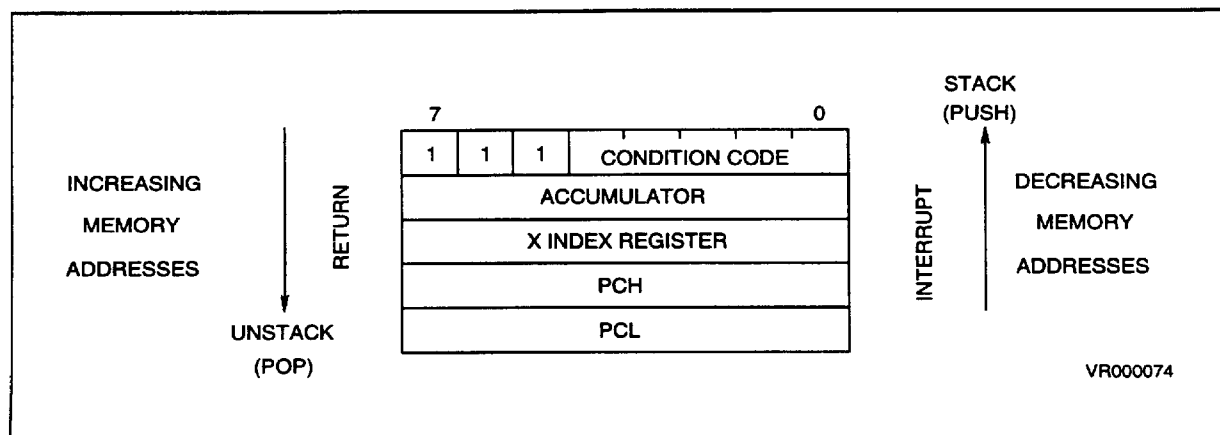 STACK
(PUSH)
7 0
1 1 1 CONDITION CODE
ACCUMULATOR
X INDEX REGISTER
PCH
PCL
INCREASING
MEMORY
ADDRESSES
RETURN
UNSTACK
(POP)
INTERRUPT
DECREASING
MEMORY
ADDRESSES
VR000074